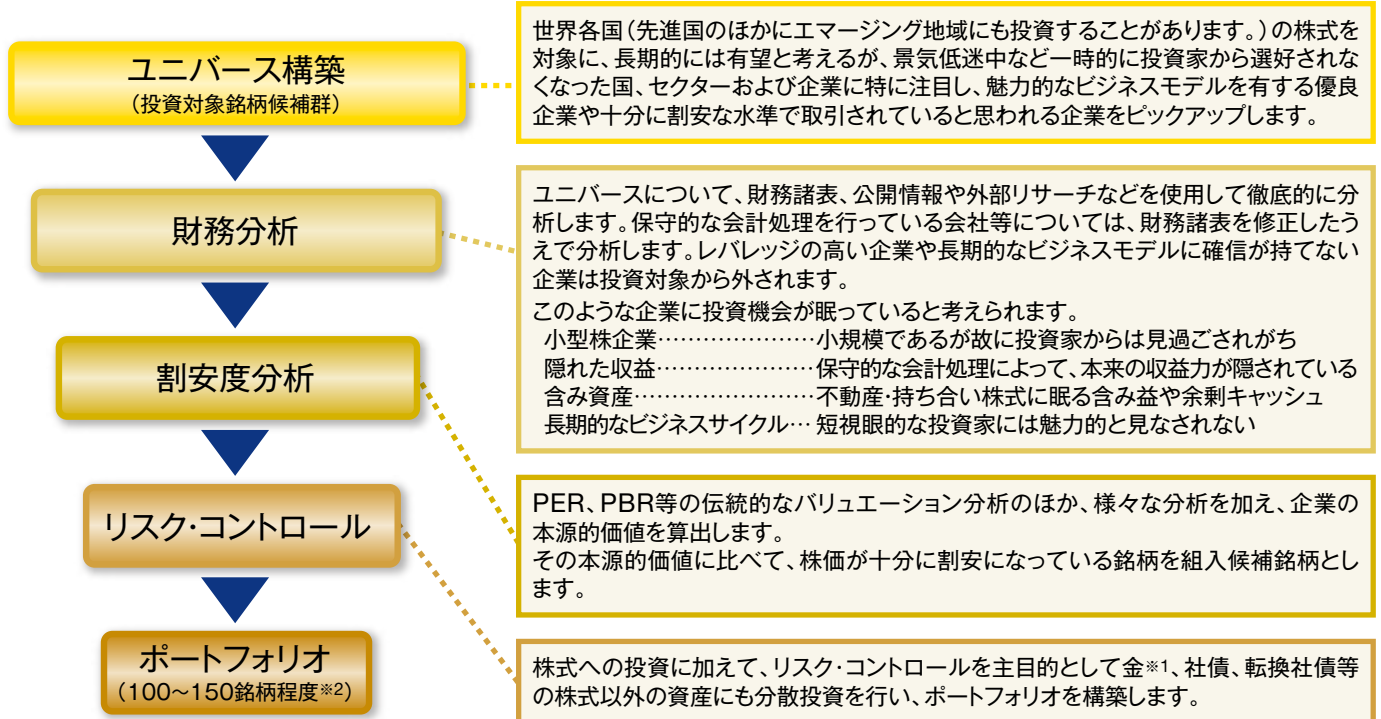 ユニバース構築
（投資対象銘柄候補群）
世界各国（先進国のほかにエマージング地域にも投資することがあります。）の株式を
対象に、長期的には有望と考えるが、景気低迷中など一時的に投資家から選好されな
くなった国、セクターおよび企業に特に注目し、魅力的なビジネスモデルを有する優良
企業や十分に割安な水準で取引されていると思われる企業をピックアップします。
財務分析
ユニバースについて、財務諸表、公開情報や外部リサーチなどを使用して徹底的に分
析します。保守的な会計処理を行っている会社等については、財務諸表を修正したう
えで分析します。レバレッジの高い企業や長期的なビジネスモデルに確信が持てない
企業は投資対象から外されます。
このような企業に投資機会が眠っていると考えられます。
小型株企業…………………小規模であるが故に投資家からは見過ごされがち
隠れた収益…………………保守的な会計処理によって、本来の収益力が隠されている
含み資産……………………不動産・持ち合い株式に眠る含み益や余剰キャッシュ
長期的なビジネスサイクル…短視眼的な投資家には魅力的と見なされない
割安度分析
PER、PBR等の伝統的なバリュエーション分析のほか、様々な分析を加え、企業の
本源的価値を算出します。
その本源的価値に比べて、株価が十分に割安になっている銘柄を組入候補銘柄とし
ます。
リスク・コントロール
株式への投資に加えて、リスク・コントロールを主目的として金※1、社債、転換社債等
の株式以外の資産にも分散投資を行い、ポートフォリオを構築します。
ポートフォリオ
（100～150銘柄程度※2）